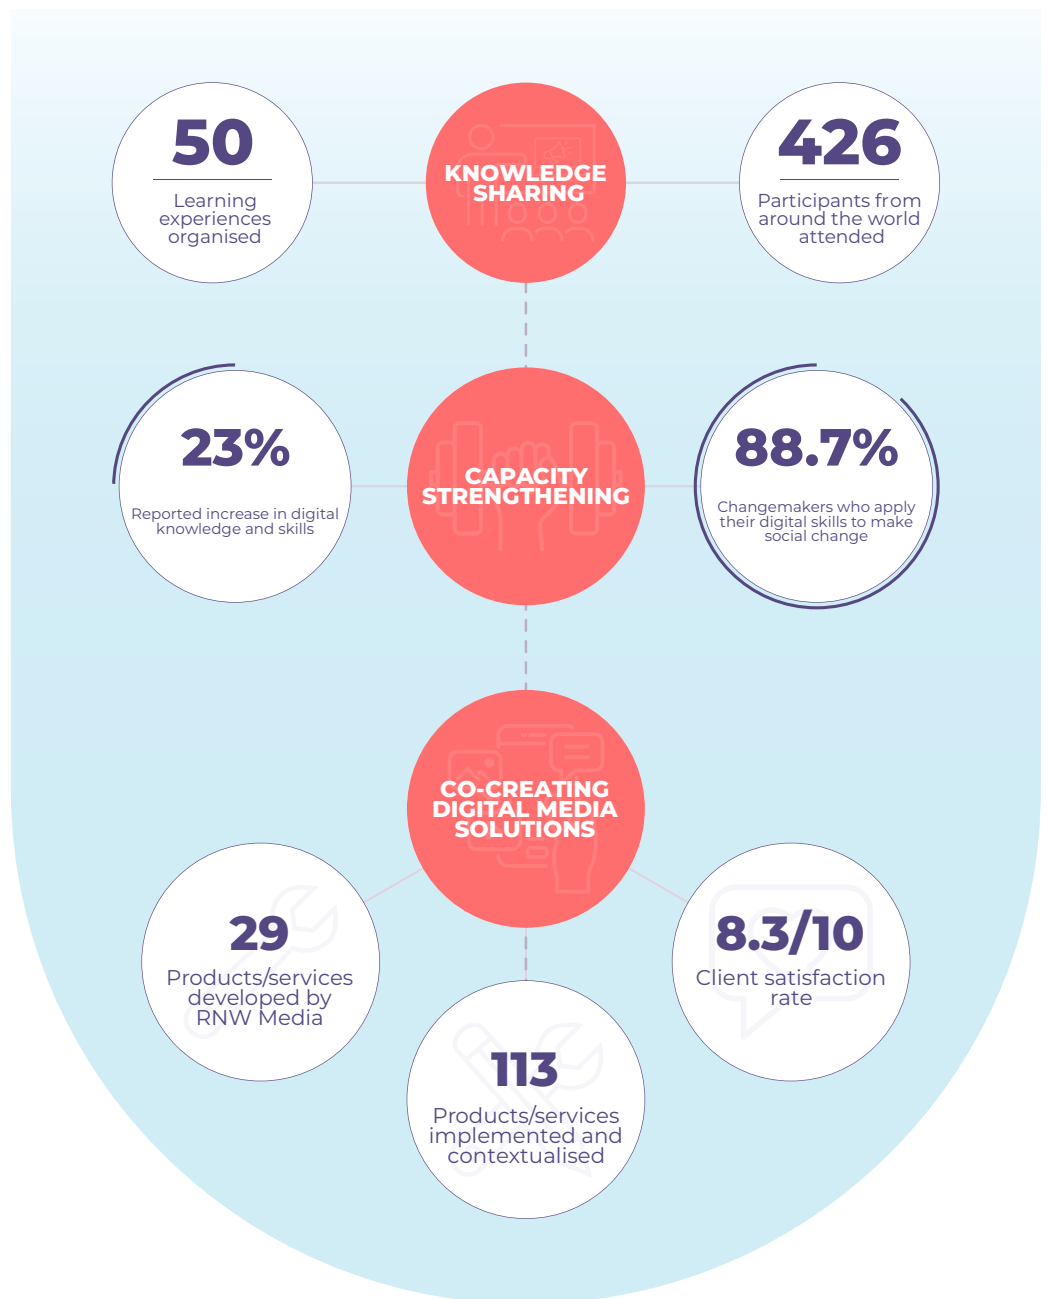 50
Learning
experiences
organised
KNOWLEDGE
SHARING
426
Participants from
around the world
attended
23%
Reported increase in digital
knowledge and skills
CAPACITY
STRENGTHENING
88.7%
Changemakers who apply
their digital skills to make
social change
CO-CREATING
DIGITAL MEDIA
SOLUTIONS
29
Products/services
developed by
RNW Media
113
Products/services
implemented and
contextualised
8.3/10
Client satisfaction
rate